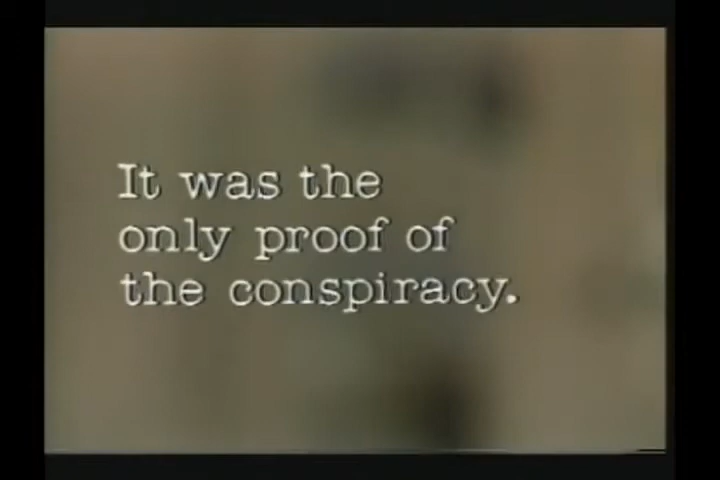 It was the
only proof of
the conspiracy.